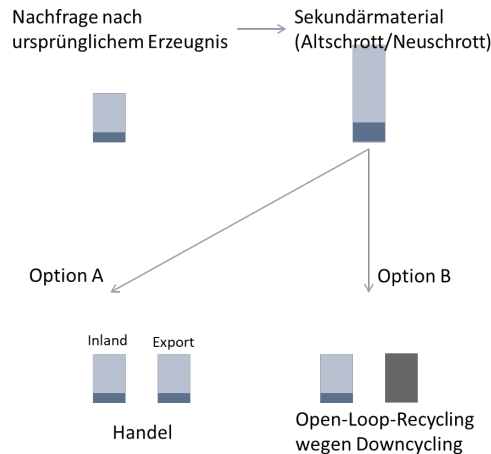 Nachfrage nach
ursprünglichem Erzeugnis
Sekundärmaterial
(Altschrott/Neuschrott)
Option A
Option B
Inland
Export
Handel
Open-Loop-Recycling
wegen Downcycling